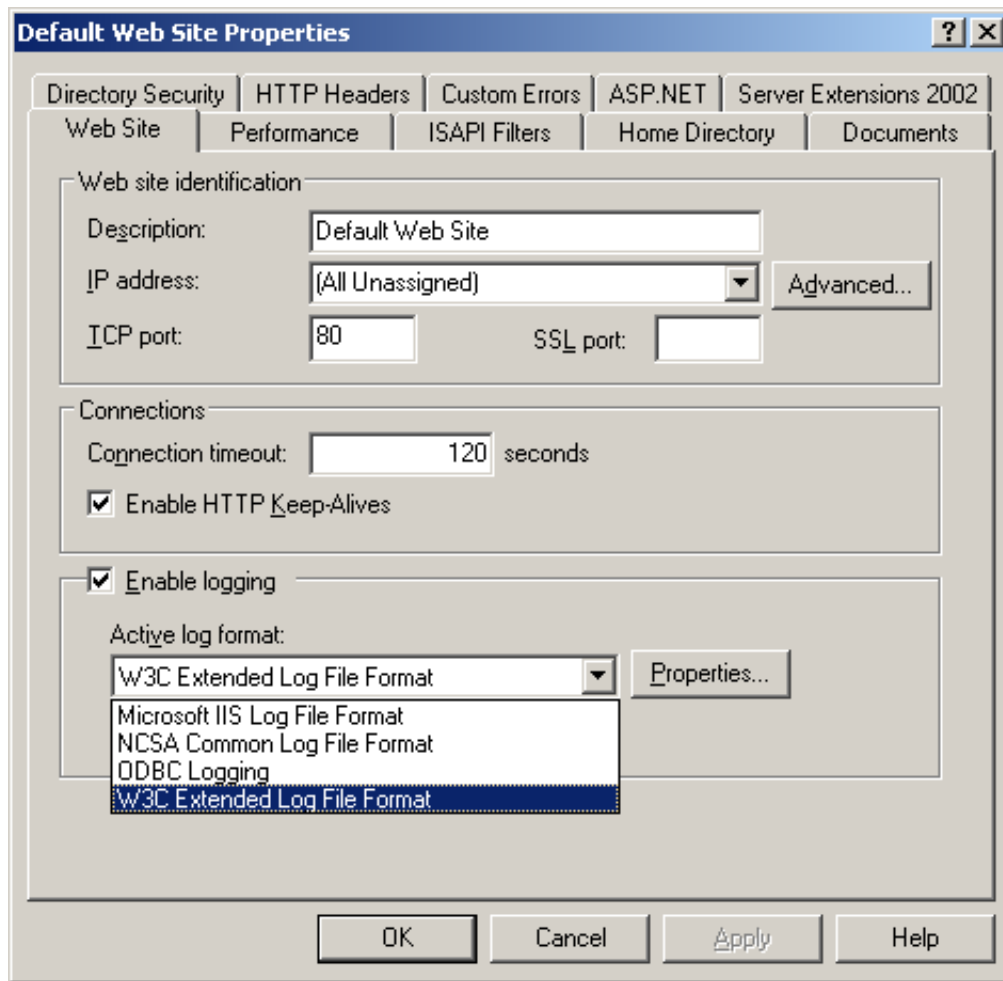 Default Web Site Properties
Directory Security HTTP Headers Custom Errors ASP.NET Server Extensions 2002
Web Site Performance ISAPI Filters Home Directory Documents
Web site identification
Description: Default Web Site
IP address: (All Unassigned) Advanced...
TCP port: 80 SSL port:
Connections
Connection timeout: 120 seconds
Enable HTTP Keep-Alives
Enable logging
Active log format:
W3C Extended Log File Format Properties...
Microsoft IIS Log File Format
NCSA Common Log File Format
ODBC Logging
W3C Extended Log File Format
OK Cancel Apply Help